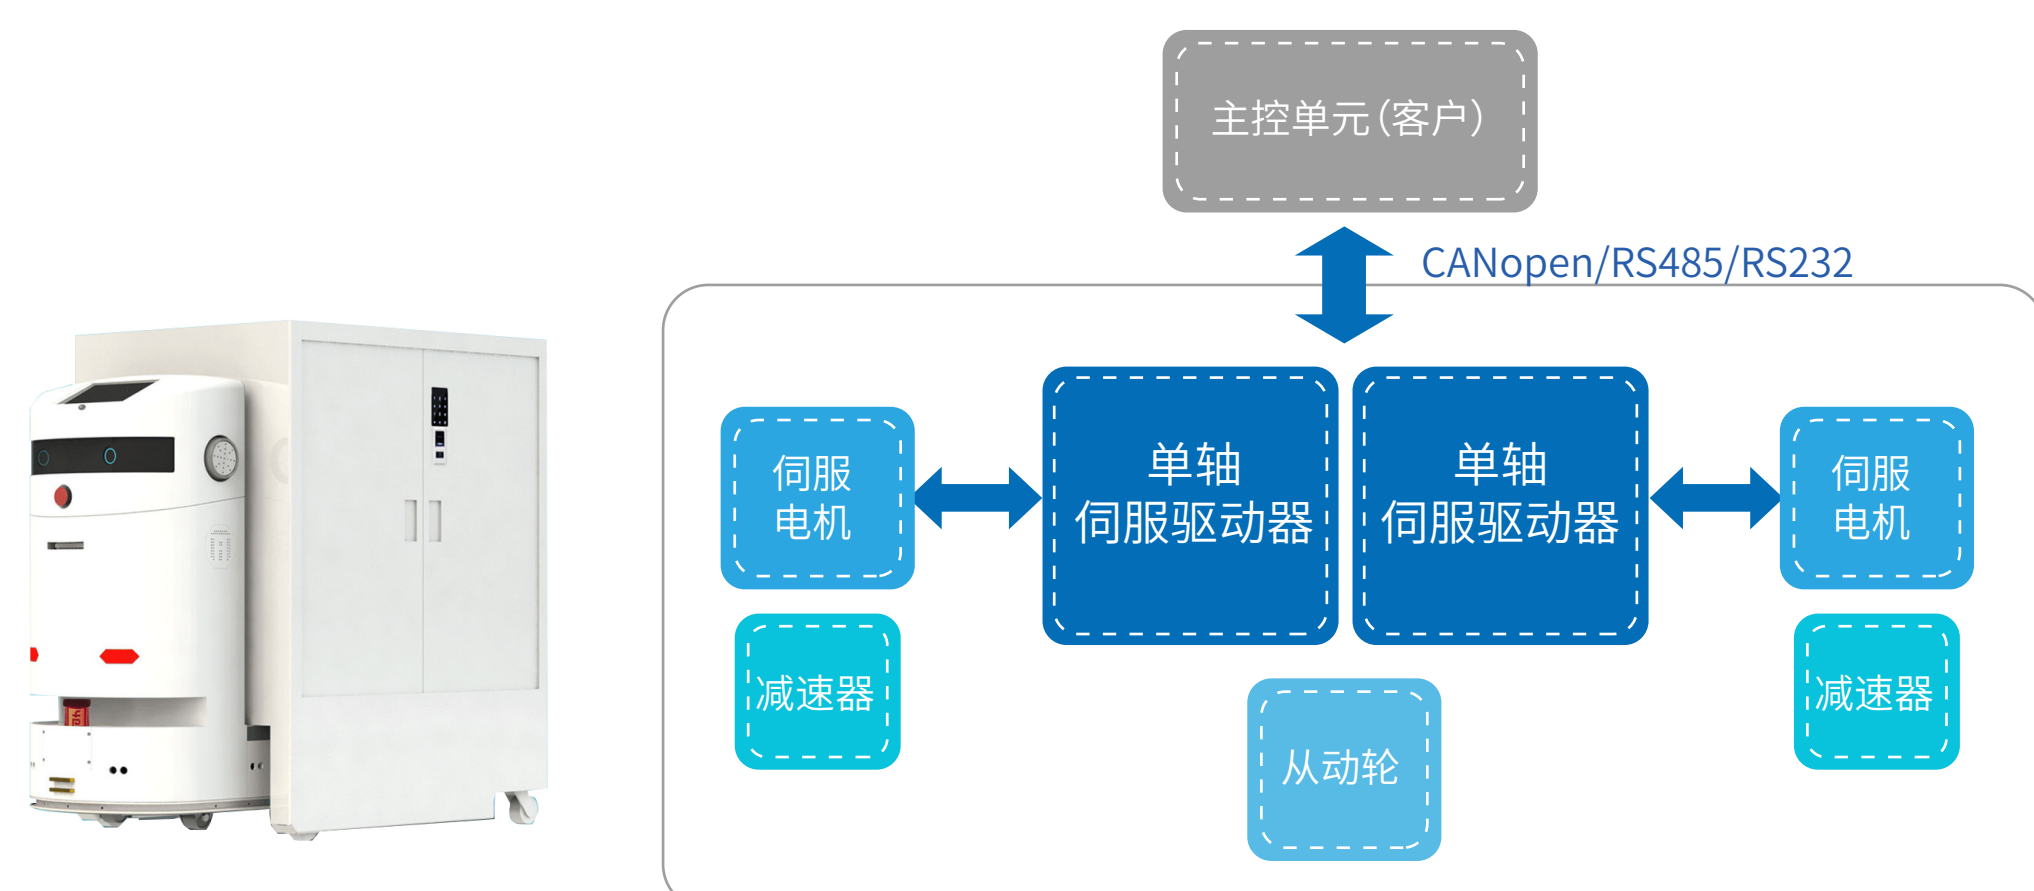 主控单元（客户）
CANopen/RS485/RS232
伺服
电机
单轴
伺服驱动器
单轴
伺服驱动器
伺服
电机
减速器
减速器
从动轮